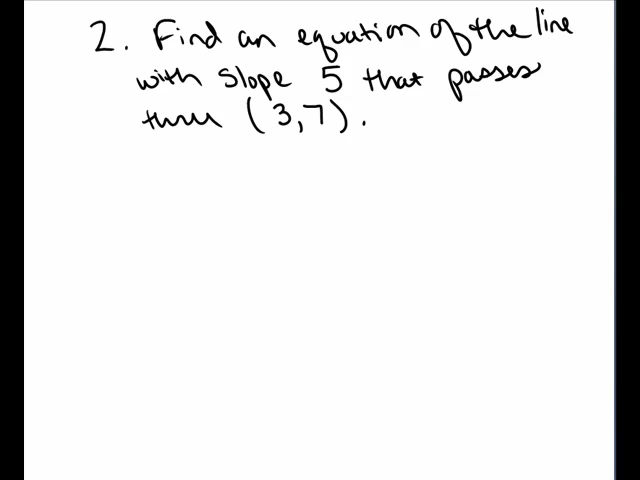 2. Find an equation of the line
with slope 5 that passes
thru (3,7).